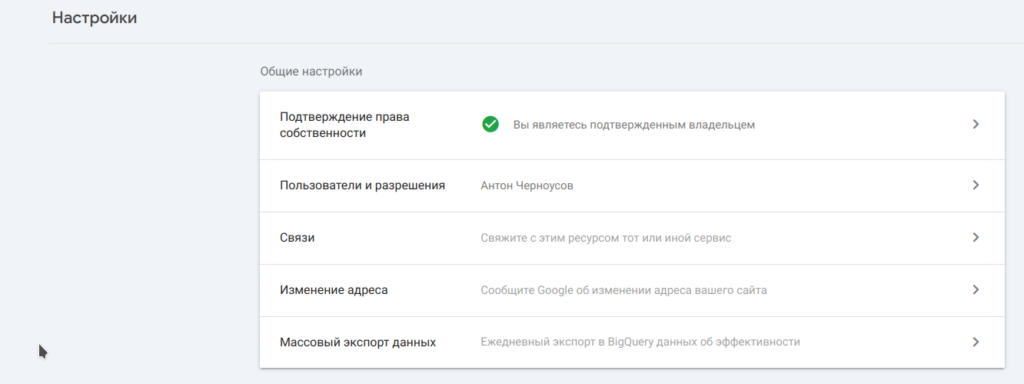 Настройки
Общие настройки
Подтверждение права
собственности
Вы являетесь подтвержденным владельцем
Пользователи и разрешения
Антон Черноусов
Связи
Свяжите с этим ресурсом тот или иной сервис
Изменение адреса
Сообщите Google об изменении адреса вашего сайта
Массовый экспорт данных
Ежедневный экспорт в BigQuery данных об эффективности